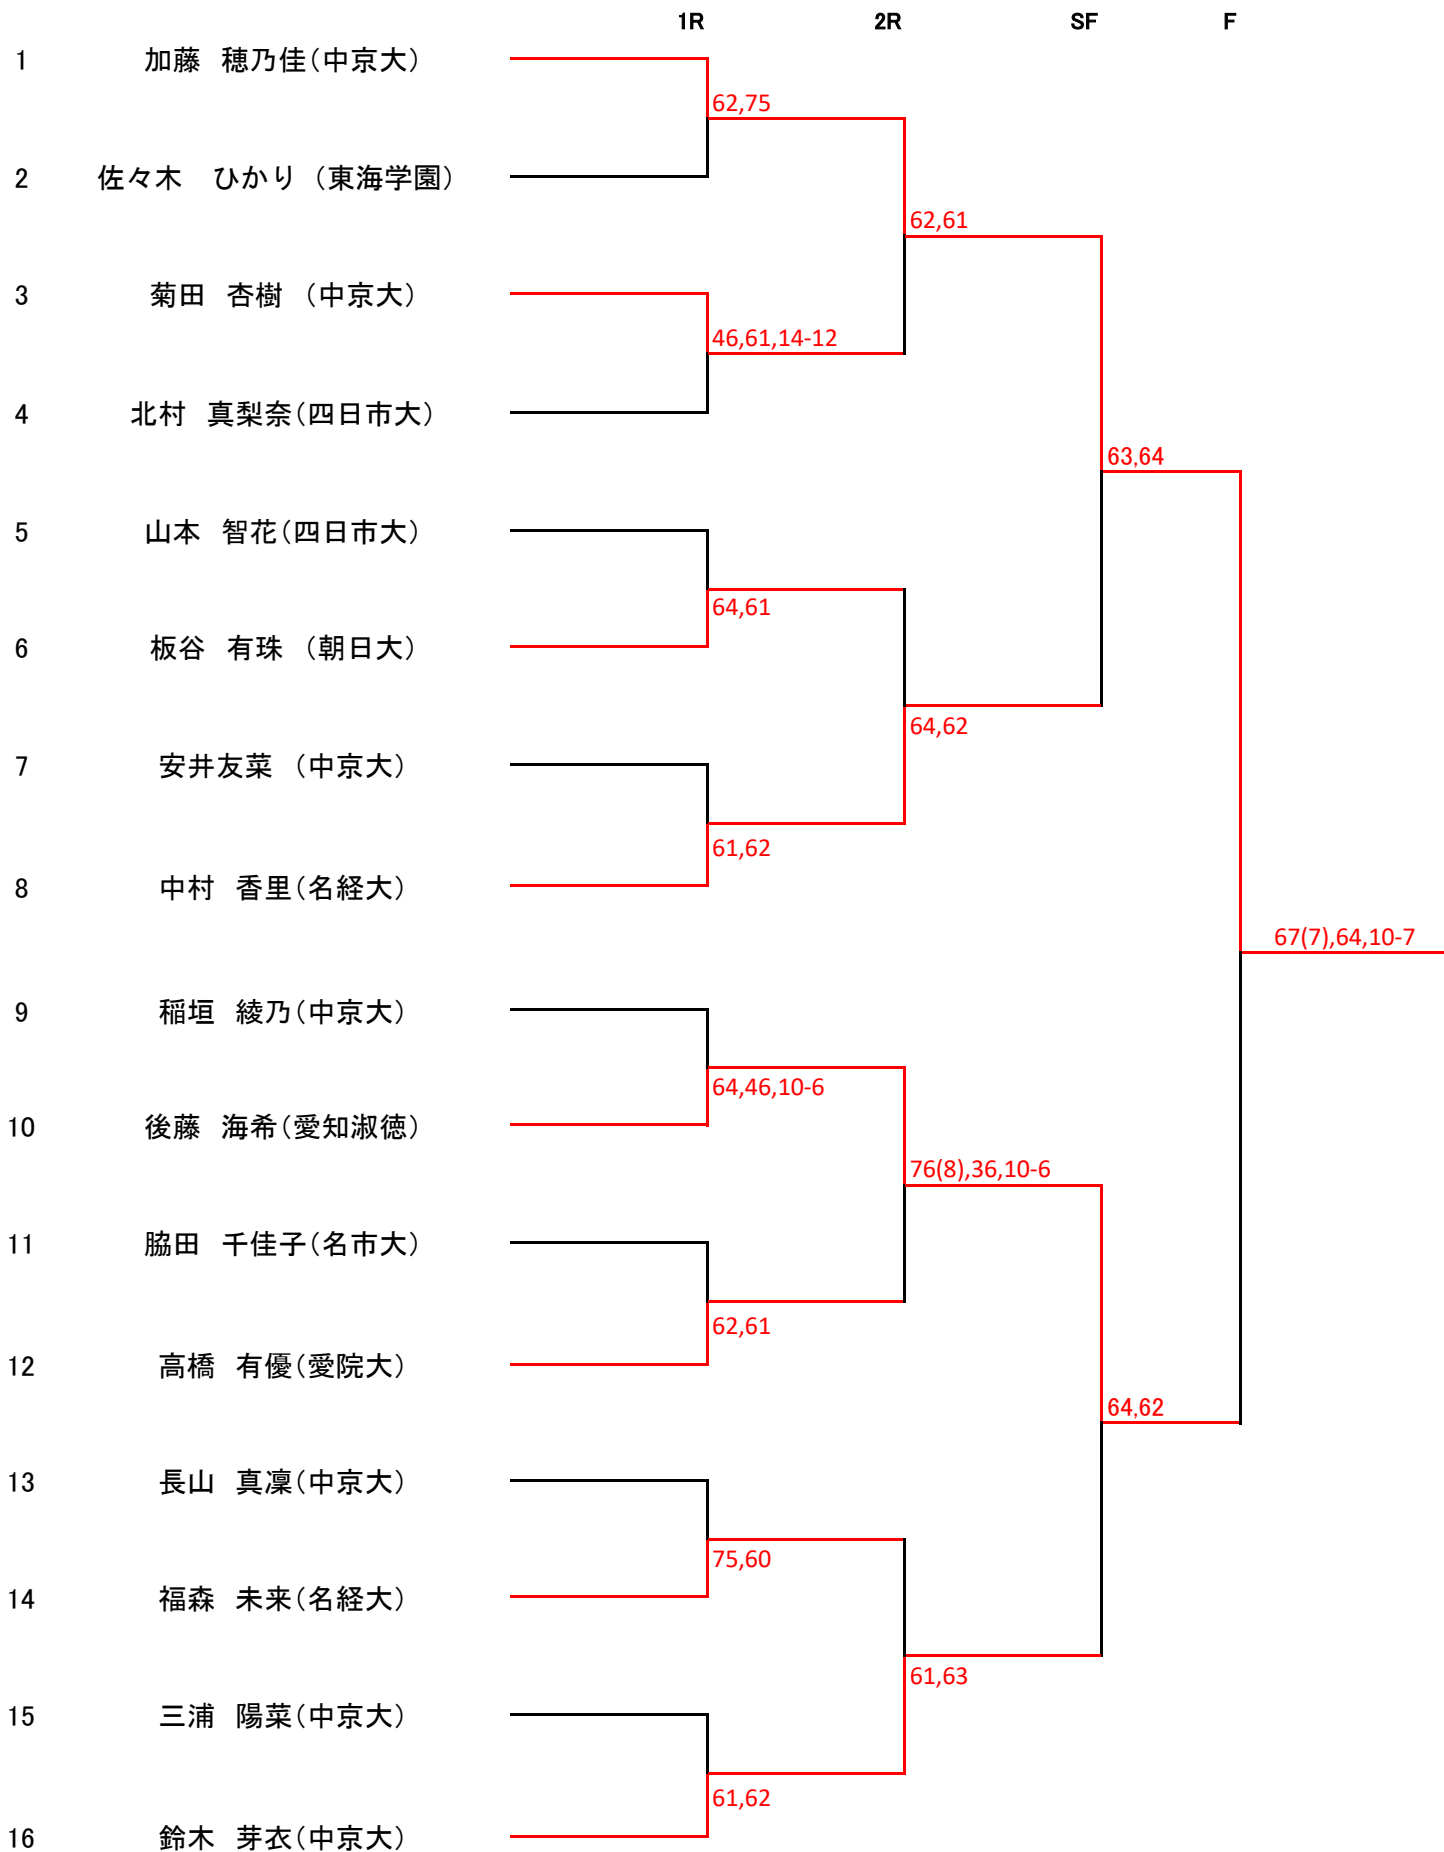 1R 2R SF F
1 加藤　穂乃佳(中京大)
62,75
2 佐々木　ひかり (東海学園)
62,61
3 菊田　杏樹 (中京大)
46,61,14-12
4 北村　真梨奈(四日市大)
63,64
5 山本　智花(四日市大)
64,61
6 板谷　有珠 (朝日大)
64,62
7 安井友菜 (中京大)
61,62
8 中村　香里(名経大)
67(7),64,10-7
9 稲垣　綾乃(中京大)
64,46,10-6
10 後藤　海希(愛知淑徳)
76(8),36,10-6
11 脇田　千佳子(名市大)
62,61
12 高橋　有優(愛院大)
64,62
13 長山　真凜(中京大)
75,60
14 福森　未来(名経大)
61,63
15 三浦　陽菜(中京大)
61,62
16 鈴木　芽衣(中京大)